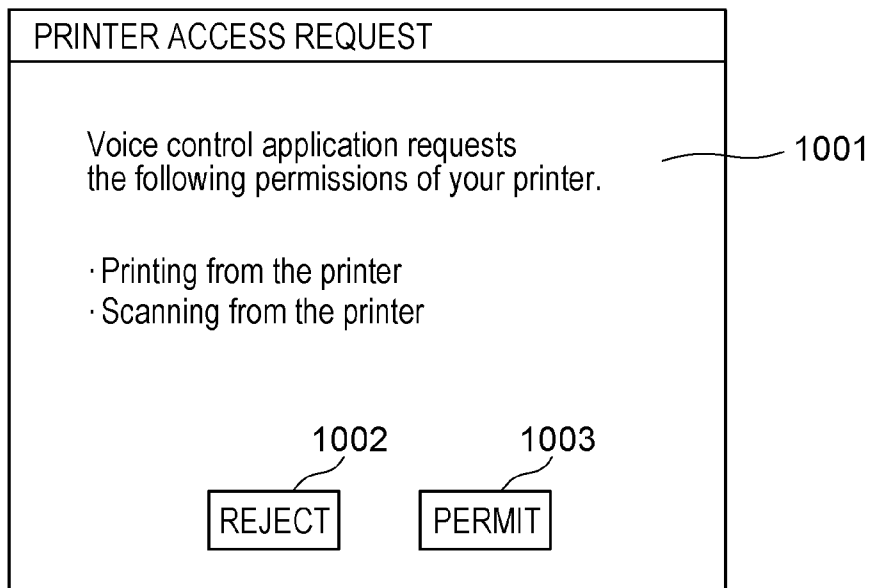 PRINTER ACCESS REQUEST
Voice control application requests
the following permissions of your printer.
1001
· Printing from the printer
· Scanning from the printer
1002
1003
REJECT
PERMIT